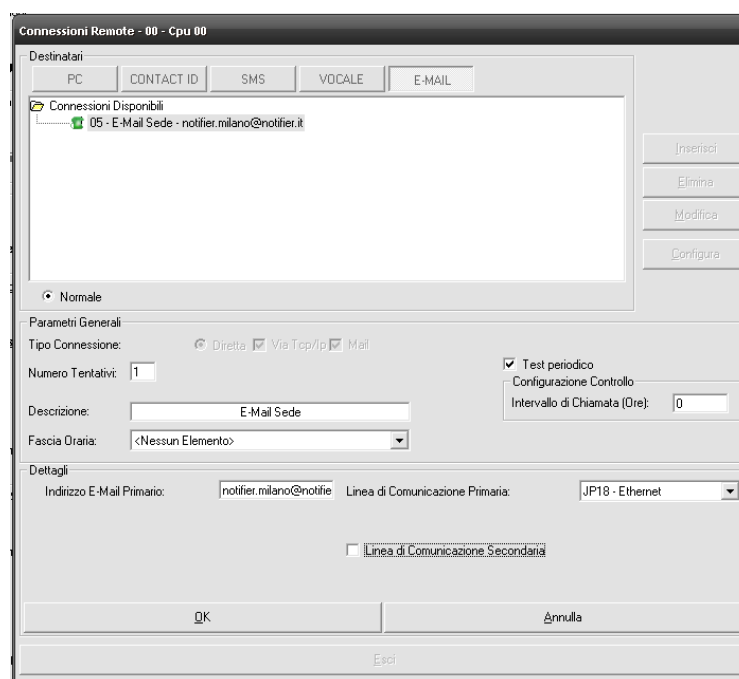 Connessioni Remote - 00 - Cpu 00
Destinatari
PC CONTACT ID SMS VOCALE E-MAIL
Connessioni Disponibili
05 - E-Mail Sede - notifier.milano@notifier.it
Inserisci
Elimina
Modifica
Configura
Normale
Parametri Generali
Tipo Connessione: Diretta Via Tcp/Ip Mail
Numero Tentativi: 1
Test periodico
Configurazione Controllo
Intervallo di Chiamata (Ore): 0
Descrizione: E-Mail Sede
Fascia Oraria: <Nessun Elemento>
Dettagli
Indirizzo E-Mail Primario: notifier.milano@notifie Linea di Comunicazione Primaria: JP18 - Ethernet
Linea di Comunicazione Secondaria
OK Annulla
Esci